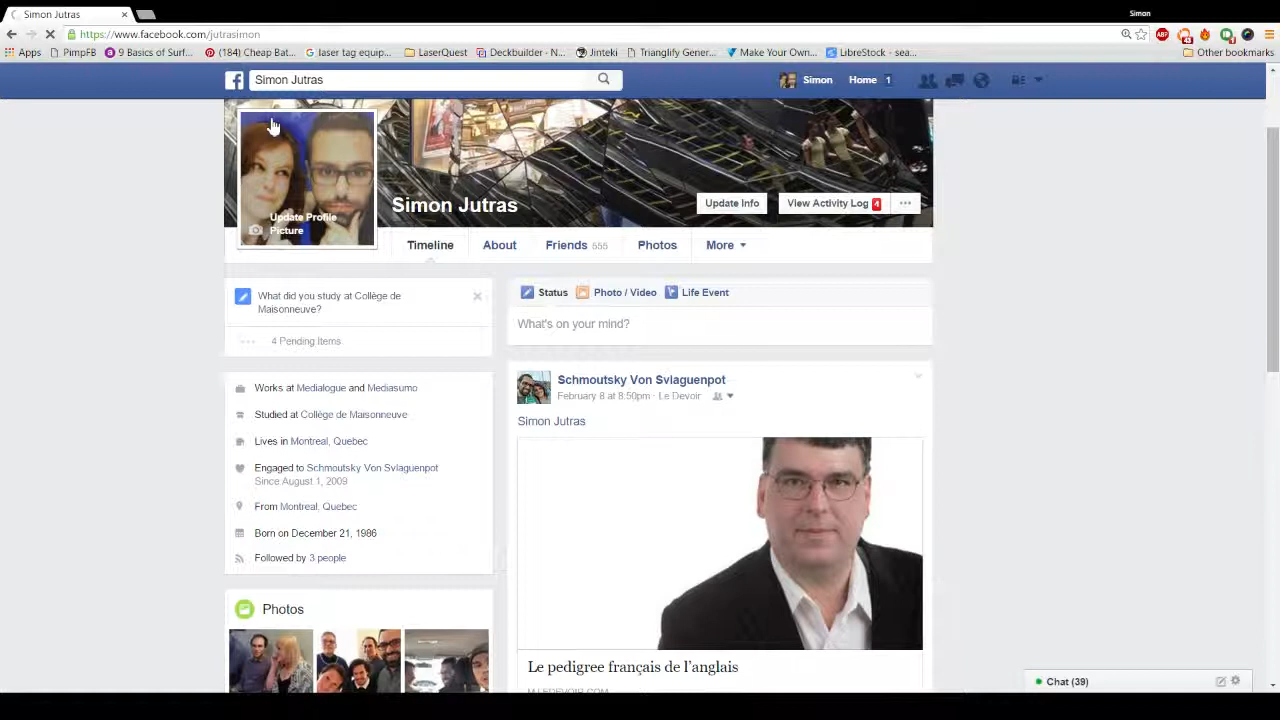 Simon Jutras
Simon
https://www.facebook.com/jutrasimon
Apps
PimpFB
9 Basics of Surf...
(184) Cheap Bat...
laser tag equip...
LaserQuest
Deckbuilder - N...
Jinteki
Trianglify Gener...
Make Your Own...
LibreStock - sea...
Other bookmarks
Simon Jutras
Simon
Home 1
Update Profile
Picture
Simon Jutras
Update Info
View Activity Log 4
Timeline
About
Friends 555
Photos
More
What did you study at Collège de
Maisonneuve?
4 Pending Items
Status
Photo / Video
Life Event
What's on your mind?
Works at Medialogue and Mediasumo
Studied at Collège de Maisonneuve
Lives in Montreal, Quebec
Engaged to Schmoutsky Von Svlaguenpot
Since August 1, 2009
From Montreal, Quebec
Born on December 21, 1986
Followed by 3 people
Photos
Schmoutsky Von Svlaguenpot
February 8 at 8:50pm · Le Devoir
Simon Jutras
Le pedigree français de l'anglais
M.LEDEVOIR.COM
Chat (39)